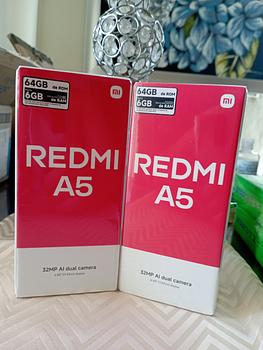 64GB de ROM
6GB de RAM
mi
REDMI
A5
32MP AI dual camera
64GB de ROM
6GB de RAM
mi
REDMI
A5
32MP AI dual camera